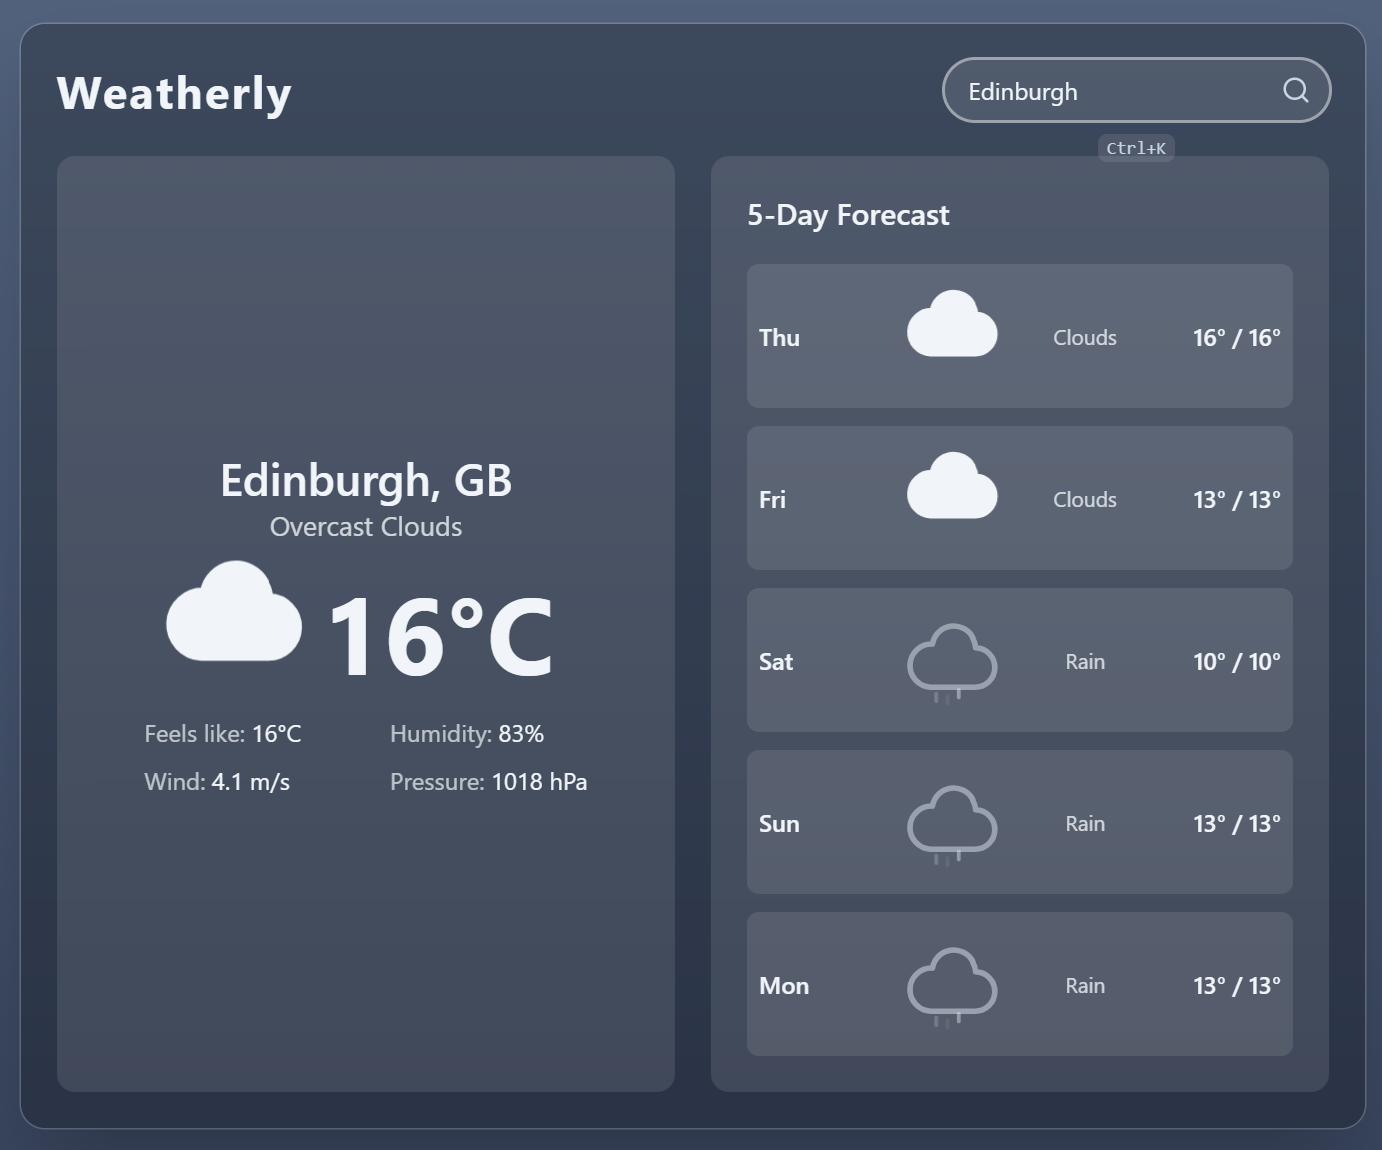 Weatherly
Edinburgh
Ctrl+K
Edinburgh, GB
Overcast Clouds
16°C
Feels like: 16°C
Humidity: 83%
Wind: 4.1 m/s
Pressure: 1018 hPa
5-Day Forecast
Thu Clouds 16° / 16°
Fri Clouds 13° / 13°
Sat Rain 10° / 10°
Sun Rain 13° / 13°
Mon Rain 13° / 13°